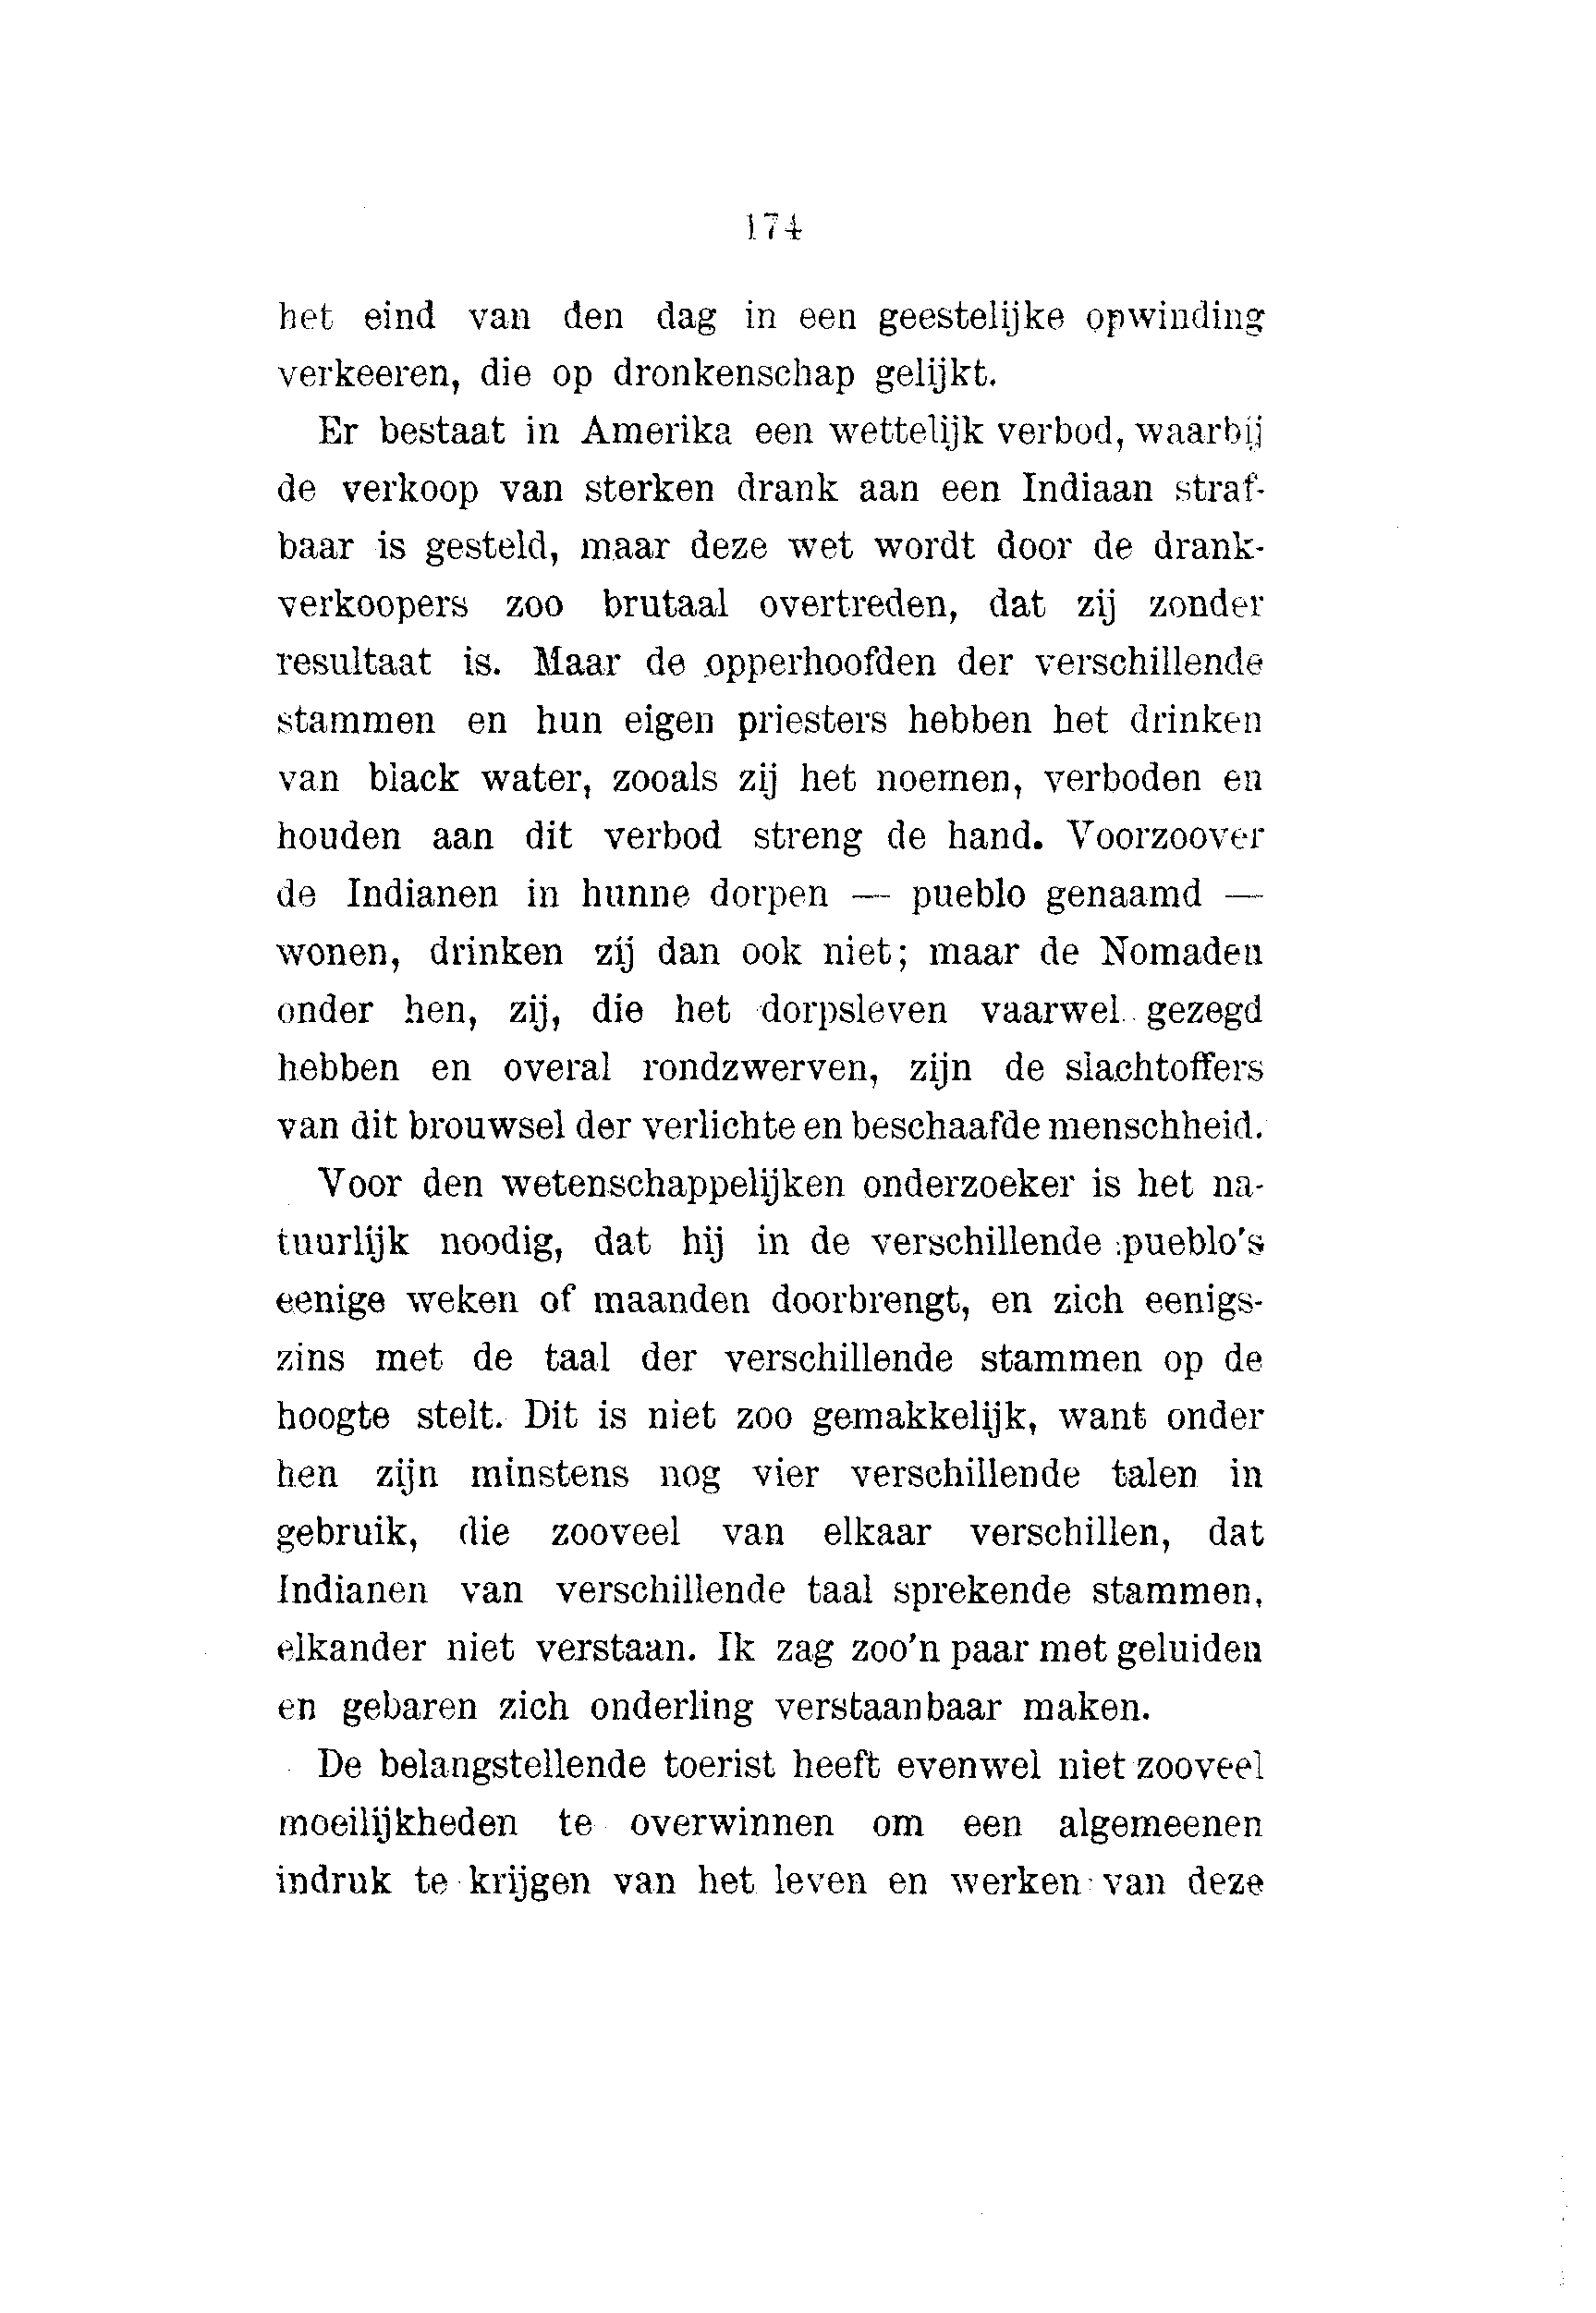 174
het eind van den dag in een geestelijke opwinding
verkeeren, die op dronkenschap gelijkt.
Er bestaat in Amerika een wettelijk verbod, waarbij
de verkoop van sterken drank aan een Indiaan straf-
baar is gesteld, maar deze wet wordt door de drank-
verkoopers zoo brutaal overtreden, dat zij zonder
resultaat is. Maar de opperhoofden der verschillende
stammen en hun eigen priesters hebben het drinken
van black water, zooals zij het noemen, verboden en
houden aan dit verbod streng de hand. Voorzoover
de Indianen in hunne dorpen — pueblo genaamd —
wonen, drinken zij dan ook niet; maar de Nomaden
onder hen, zij, die het dorpsleven vaarwel gezegd
hebben en overal rondzwerven, zijn de slachtoffers
van dit brouwsel der verlichte en beschaafde menschheid.
Voor den wetenschappelijken onderzoeker is het na-
tuurlijk noodig, dat hij in de verschillende pueblo's
eenige weken of maanden doorbrengt, en zich eenigs-
zins met de taal der verschillende stammen op de
hoogte stelt. Dit is niet zoo gemakkelijk, want onder
hen zijn minstens nog vier verschillende talen in
gebruik, die zooveel van elkaar verschillen, dat
Indianen van verschillende taal sprekende stammen,
elkander niet verstaan. Ik zag zoo'n paar met geluiden
en gebaren zich onderling verstaanbaar maken.
De belangstellende toerist heeft evenwel niet zooveel
moeilijkheden te overwinnen om een algemeenen
indruk te krijgen van het leven en werken van deze